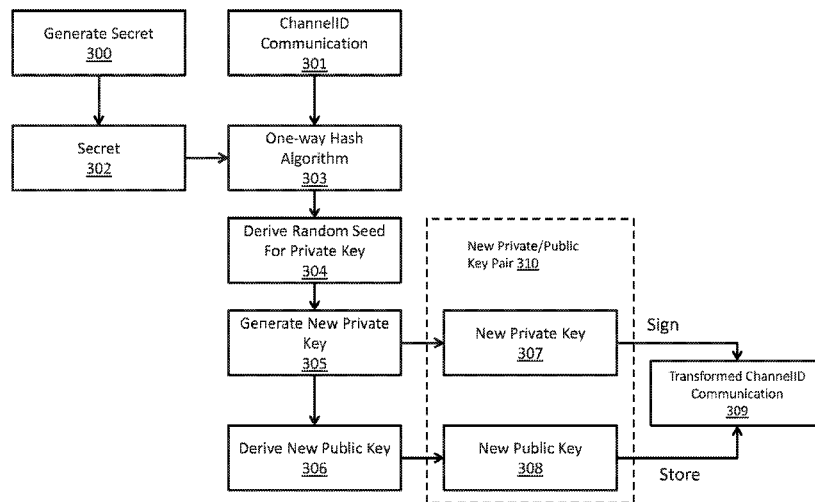 Generate Secret
300
ChannelID
Communication
301
Secret
302
One-way Hash
Algorithm
303
Derive Random Seed
For Private Key
304
New Private/Public
Key Pair 310
Generate New Private
Key
305
New Private Key
307
Sign
Transformed ChannelID
Communication
309
Derive New Public Key
306
New Public Key
308
Store